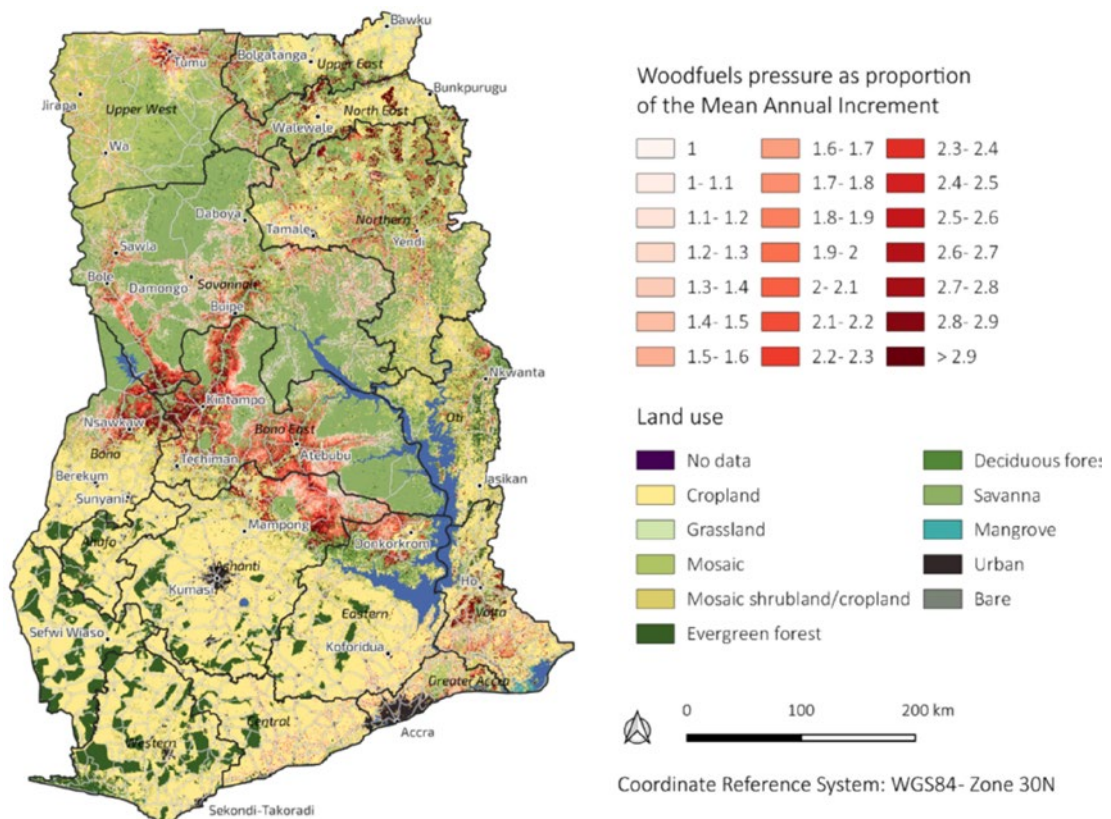 Bawku
Tumu
Bolgatanga
Upper East
Bunkpurugu
Jirapa
Upper West
North East
Walewale
Wa
Daboya
Northern
Tamale
Yendi
Sawla
Bole
Damongo
Savannah
Buipe
Nkwanta
Kintampo
Oti
Nsawkaw
Bono East
Bono
Atebubu
Techiman
Berekum
Jasikan
Sunyani
Mampong
Donkorkrom
Ahafo
Ashanti
Ho
Kumasi
Volta
Eastern
Sefwi Wiaso
Koforidua
Greater Accra
Central
Western
Accra
Sekondi-Takoradi
Woodfuels pressure as proportion
of the Mean Annual Increment
1
1- 1.1
1.1- 1.2
1.2- 1.3
1.3- 1.4
1.4- 1.5
1.5- 1.6
1.6- 1.7
1.7- 1.8
1.8- 1.9
1.9- 2
2- 2.1
2.1- 2.2
2.2- 2.3
2.3- 2.4
2.4- 2.5
2.5- 2.6
2.6- 2.7
2.7- 2.8
2.8- 2.9
> 2.9
Land use
No data
Cropland
Grassland
Mosaic
Mosaic shrubland/cropland
Evergreen forest
Deciduous fores
Savanna
Mangrove
Urban
Bare
0 100 200 km
Coordinate Reference System: WGS84- Zone 30N